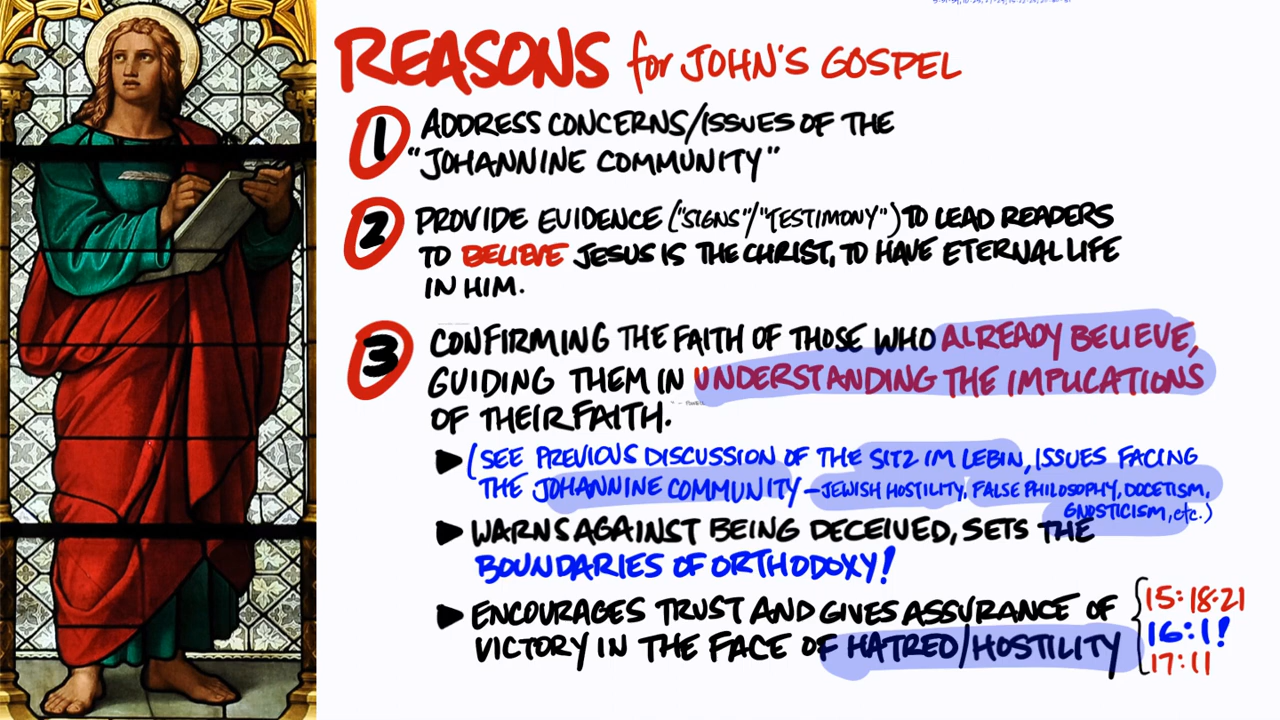 REASONS for JOHN'S GOSPEL
1 ADDRESS CONCERNS/ISSUES OF THE
"JOHANNINE COMMUNITY"
2 PROVIDE EVIDENCE ("SIGNS"/"TESTIMONY") TO LEAD READERS
TO BELIEVE JESUS IS THE CHRIST, TO HAVE ETERNAL LIFE
IN HIM.
3 CONFIRMING THE FAITH OF THOSE WHO ALREADY BELIEVE,
GUIDING THEM IN UNDERSTANDING THE IMPLICATIONS
OF THEIR FAITH.
(SEE PREVIOUS DISCUSSION OF THE SITZ IM LEBIN, ISSUES FACING
THE JOHANNINE COMMUNITY – JEWISH HOSTILITY, FALSE PHILOSOPHY, DOCETISM,
GNOSTICISM, etc.)
WARNS AGAINST BEING DECEIVED, SETS THE
BOUNDARIES OF ORTHODOXY!
ENCOURAGES TRUST AND GIVES ASSURANCE OF
VICTORY IN THE FACE OF HATRED/HOSTILITY
15:18-21
16:1!
17:11